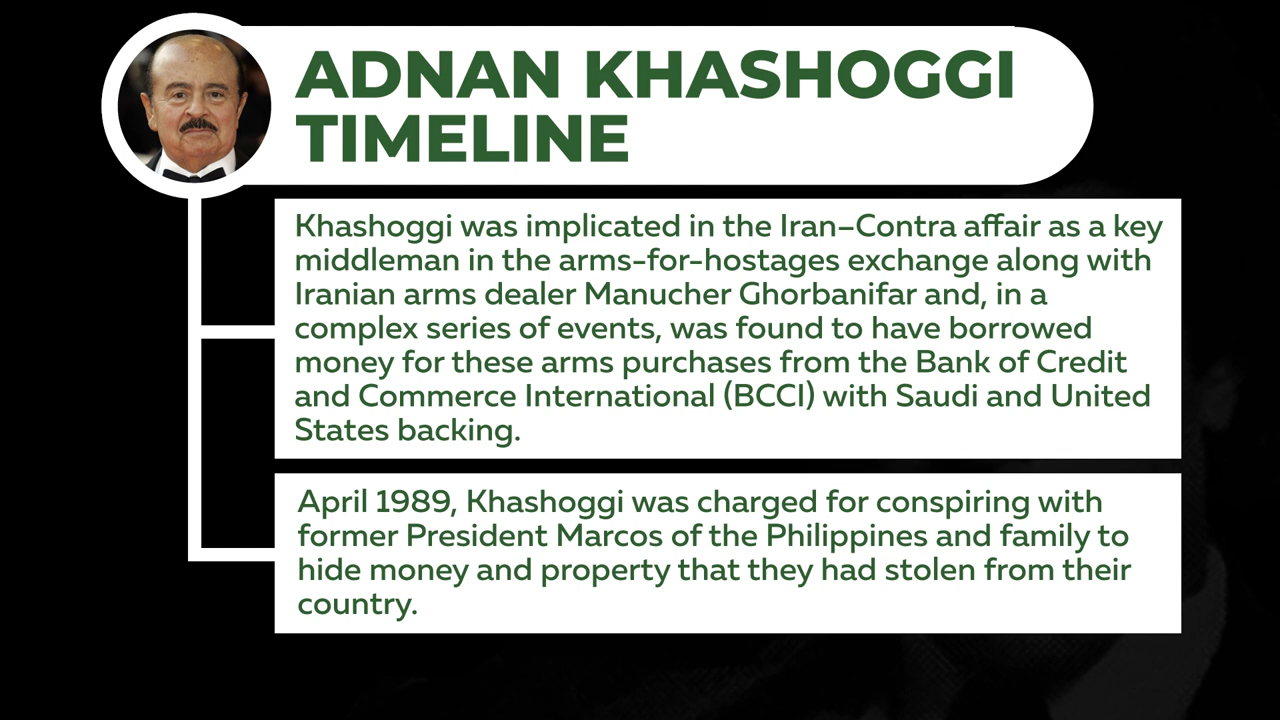 ADNAN KHASHOGGI
TIMELINE
Khashoggi was implicated in the Iran–Contra affair as a key
middleman in the arms-for-hostages exchange along with
Iranian arms dealer Manucher Ghorbanifar and, in a
complex series of events, was found to have borrowed
money for these arms purchases from the Bank of Credit
and Commerce International (BCCI) with Saudi and United
States backing.
April 1989, Khashoggi was charged for conspiring with
former President Marcos of the Philippines and family to
hide money and property that they had stolen from their
country.